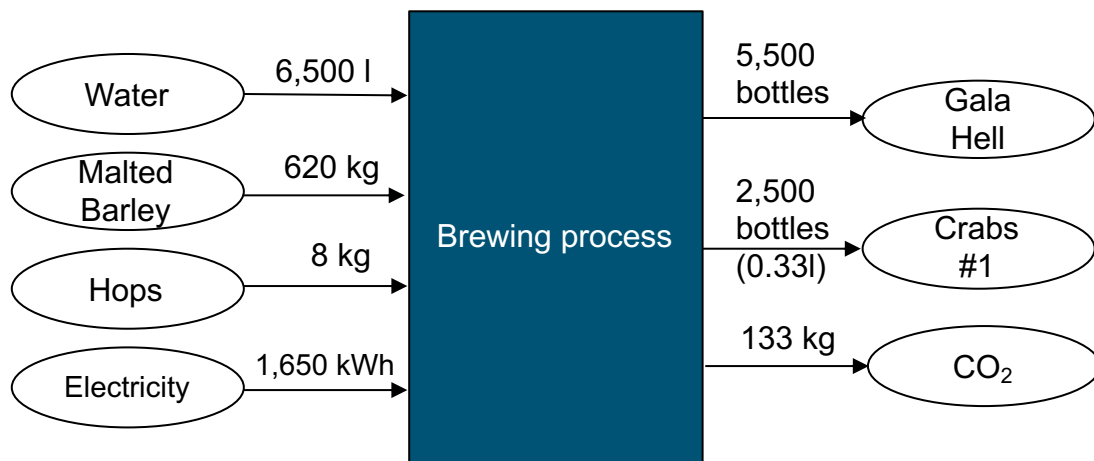 Water
6,500 l
Malted
Barley
620 kg
Hops
8 kg
Electricity
1,650 kWh
Brewing process
5,500
bottles
Gala
Hell
2,500
bottles
(0.33l)
Crabs
#1
133 kg
CO₂